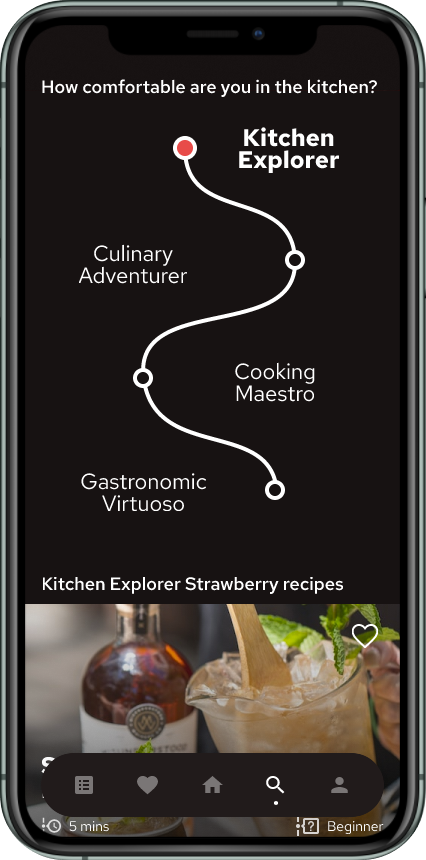 How comfortable are you in the kitchen?
Kitchen
Explorer
Culinary
Adventurer
Cooking
Maestro
Gastronomic
Virtuoso
Kitchen Explorer Strawberry recipes
5 mins
Beginner